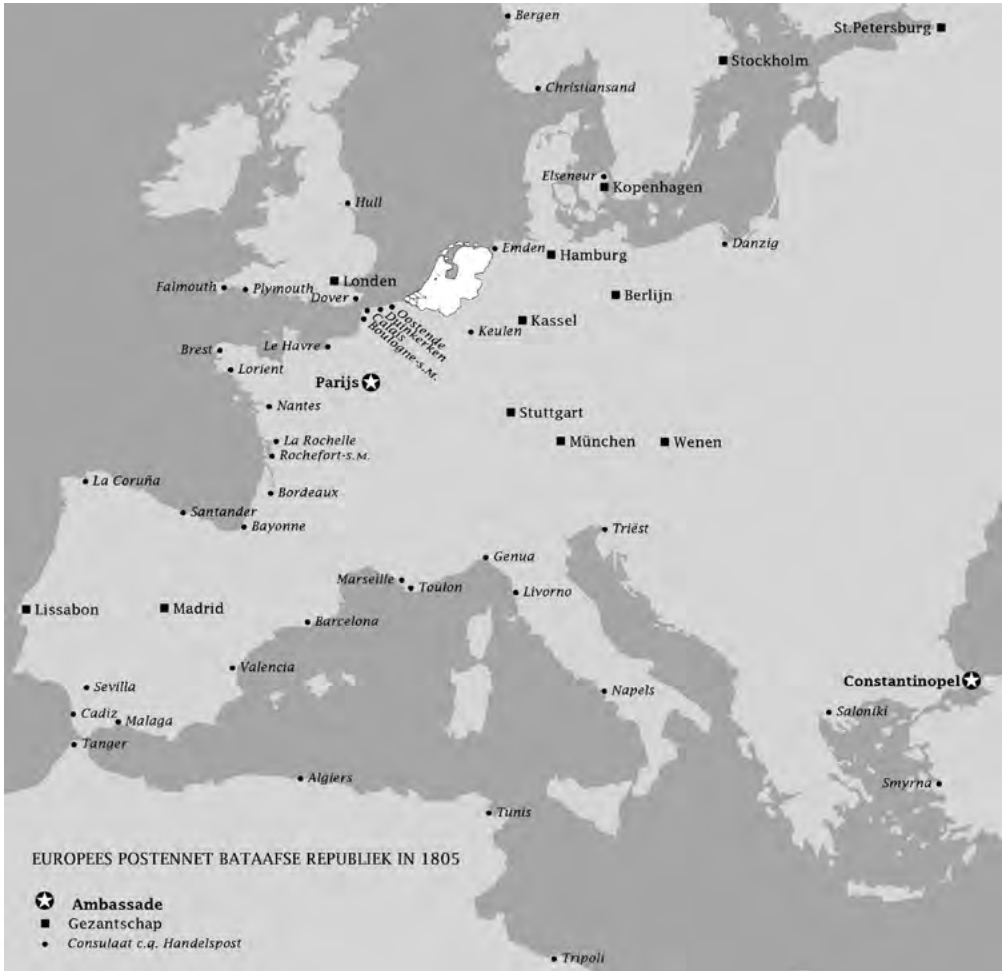 Bergen
St.Petersburg
Stockholm
Christiansand
Elseneur
Kopenhagen
Hull
Emden
Hamburg
Danzig
Falmouth
Plymouth
Londen
Dover
Berlijn
Oostende
Duinkerken
Calais
Boulogne-s.M.
Kassel
Keulen
Brest
Le Havre
Lorient
Parijs
Nantes
Stuttgart
La Rochelle
München
Wenen
Rochefort-s.M.
La Coruña
Bordeaux
Santander
Bayonne
Triëst
Genua
Marseille
Toulon
Livorno
Lissabon
Madrid
Barcelona
Valencia
Sevilla
Constantinopel
Napels
Cadiz
Malaga
Saloniki
Tanger
Algiers
Smyrna
Tunis
EUROPEES POSTENNET BATAAFSE REPUBLIEK IN 1805
Ambassade
Gezantschap
Consulaat c.q. Handelspost
Tripoli